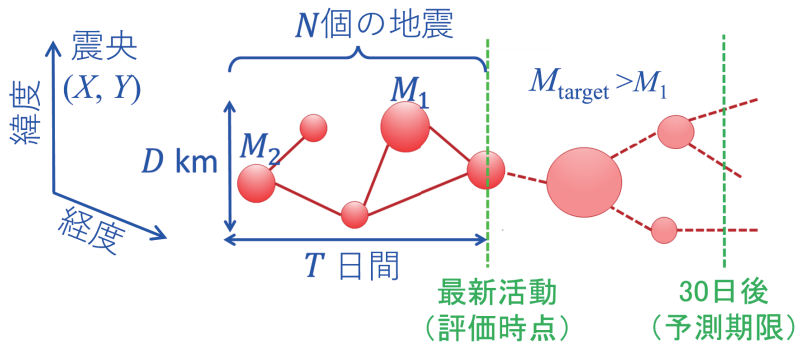 N個の地震
震央
(X, Y)
緯度
経度
M₁
M₂
D km
T 日間
M_target >M₁
最新活動
(評価時点)
30日後
(予測期限)